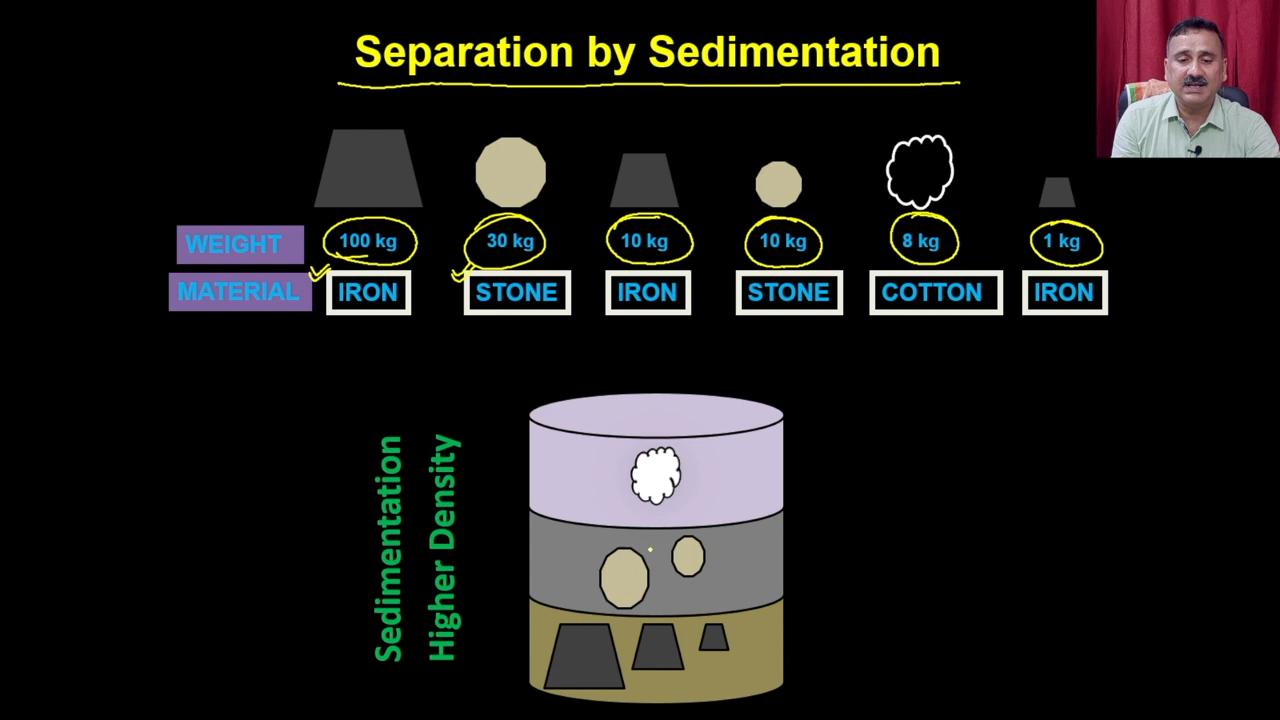 Separation by Sedimentation
WEIGHT 100 kg 30 kg 10 kg 10 kg 8 kg 1 kg
MATERIAL IRON STONE IRON STONE COTTON IRON
Sedimentation
Higher Density